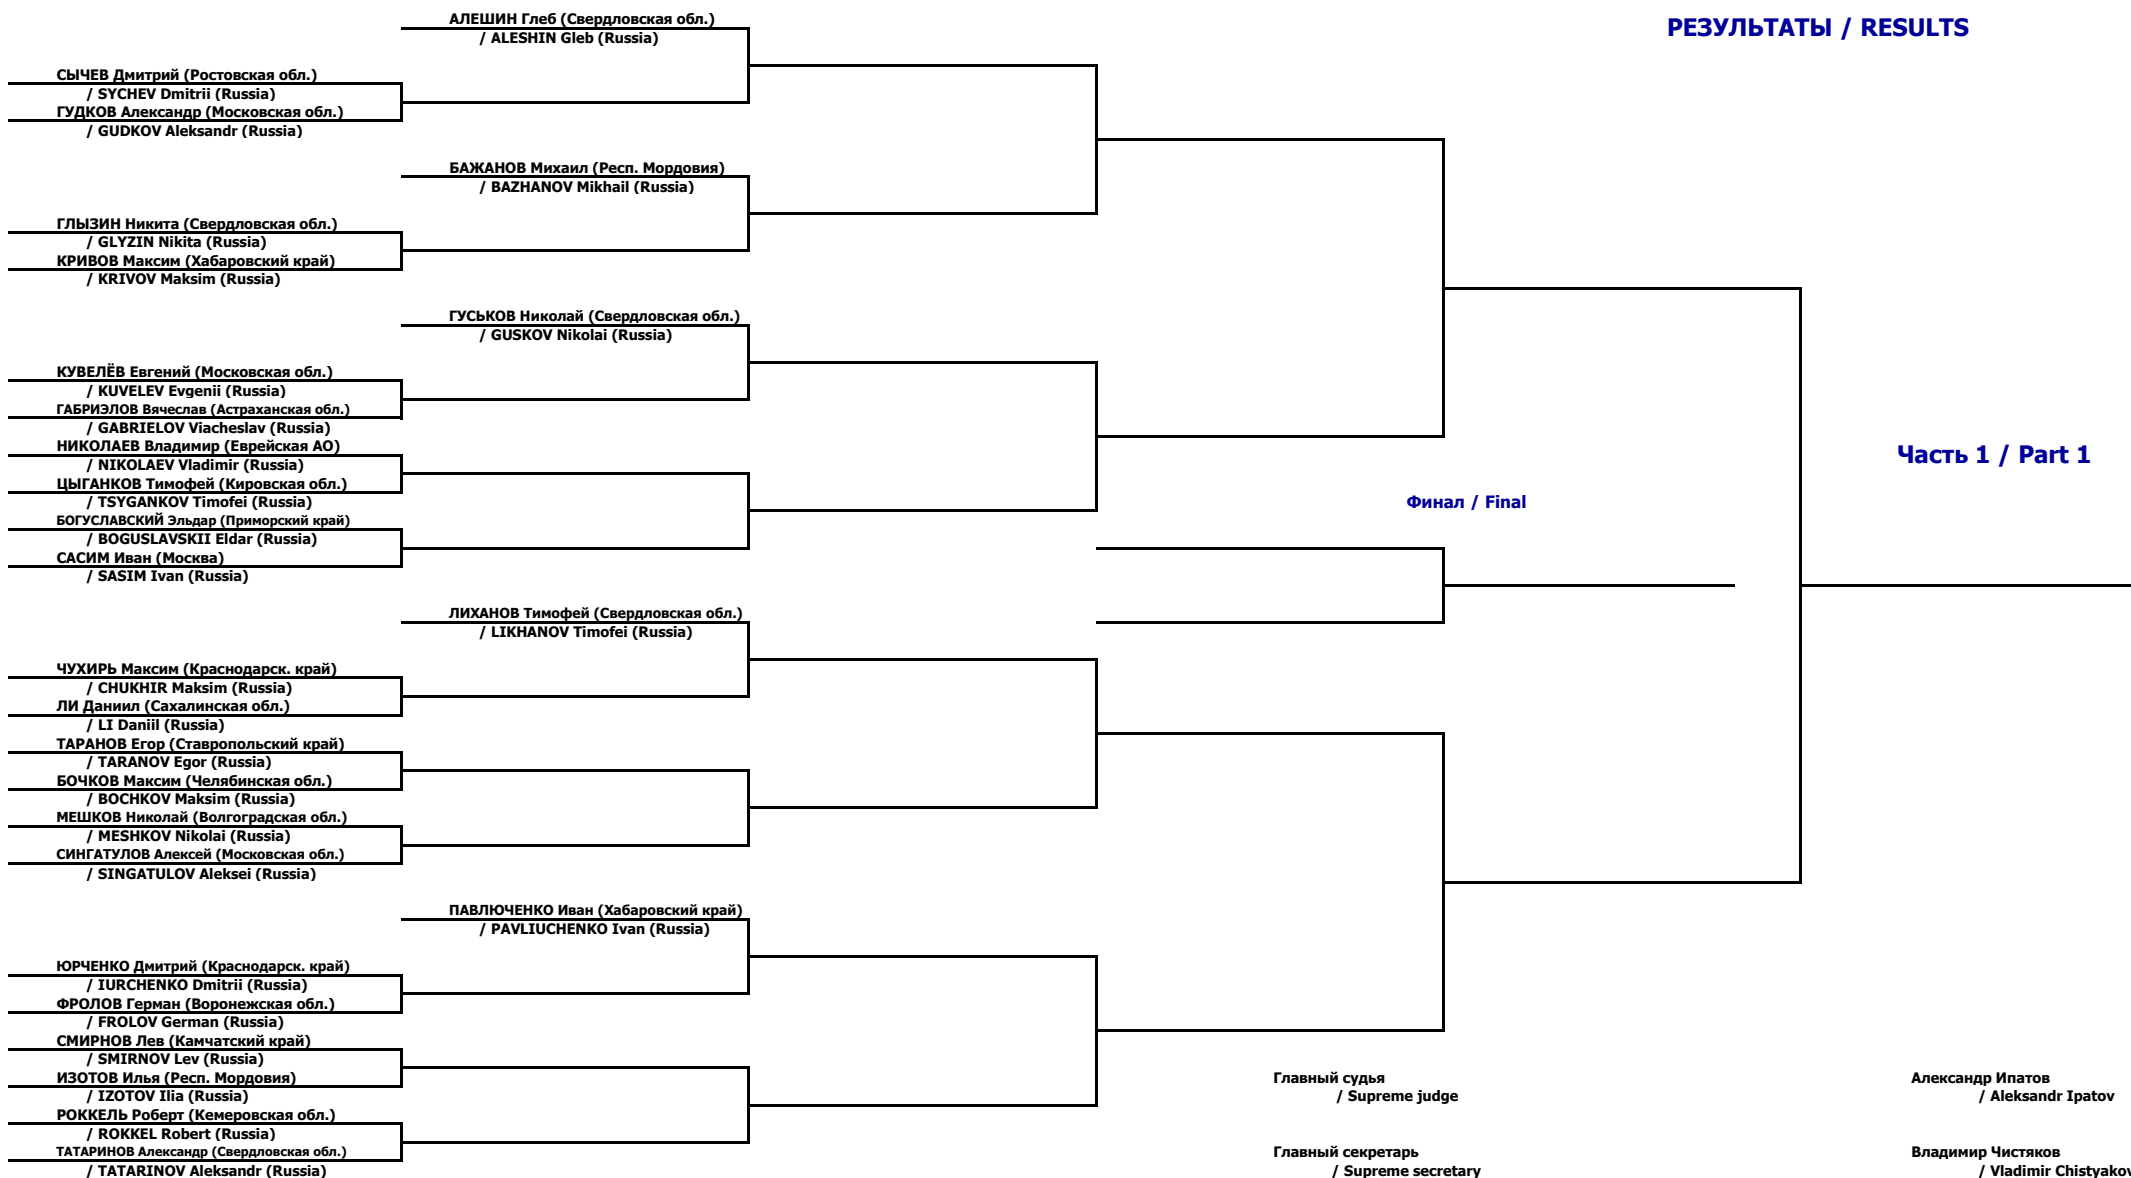 АЛЕШИН Глеб (Свердловская обл.)
/ ALESHIN Gleb (Russia)
РЕЗУЛЬТАТЫ / RESULTS
СЫЧЕВ Дмитрий (Ростовская обл.)
/ SYCHEV Dmitrii (Russia)
ГУДКОВ Александр (Московская обл.)
/ GUDKOV Aleksandr (Russia)
БАЖАНОВ Михаил (Респ. Мордовия)
/ BAZHANOV Mikhail (Russia)
ГЛЫЗИН Никита (Свердловская обл.)
/ GLYZIN Nikita (Russia)
КРИВОВ Максим (Хабаровский край)
/ KRIVOV Maksim (Russia)
ГУСЬКОВ Николай (Свердловская обл.)
/ GUSKOV Nikolai (Russia)
КУВЕЛЁВ Евгений (Московская обл.)
/ KUVELEV Evgenii (Russia)
ГАБРИЭЛОВ Вячеслав (Астраханская обл.)
/ GABRIELOV Viacheslav (Russia)
НИКОЛАЕВ Владимир (Еврейская АО)
/ NIKOLAEV Vladimir (Russia)
ЦЫГАНКОВ Тимофей (Кировская обл.)
/ TSYGANKOV Timofei (Russia)
БОГУСЛАВСКИЙ Эльдар (Приморский край)
/ BOGUSLAVSKII Eldar (Russia)
САСИМ Иван (Москва)
/ SASIM Ivan (Russia)
Часть 1 / Part 1
Финал / Final
ЛИХАНОВ Тимофей (Свердловская обл.)
/ LIKHANOV Timofei (Russia)
ЧУХИРЬ Максим (Краснодарск. край)
/ CHUKHIR Maksim (Russia)
ЛИ Даниил (Сахалинская обл.)
/ LI Daniil (Russia)
ТАРАНОВ Егор (Ставропольский край)
/ TARANOV Egor (Russia)
БОЧКОВ Максим (Челябинская обл.)
/ BOCHKOV Maksim (Russia)
МЕШКОВ Николай (Волгоградская обл.)
/ MESHKOV Nikolai (Russia)
СИНГАТУЛОВ Алексей (Московская обл.)
/ SINGATULOV Aleksei (Russia)
ПАВЛЮЧЕНКО Иван (Хабаровский край)
/ PAVLIUCHENKO Ivan (Russia)
ЮРЧЕНКО Дмитрий (Краснодарск. край)
/ IURCHENKO Dmitrii (Russia)
ФРОЛОВ Герман (Воронежская обл.)
/ FROLOV German (Russia)
СМИРНОВ Лев (Камчатский край)
/ SMIRNOV Lev (Russia)
ИЗОТОВ Илья (Респ. Мордовия)
/ IZOTOV Ilia (Russia)
РОККЕЛЬ Роберт (Кемеровская обл.)
/ ROKKEL Robert (Russia)
ТАТАРИНОВ Александр (Свердловская обл.)
/ TATARINOV Aleksandr (Russia)
Главный судья
/ Supreme judge
Александр Ипатов
/ Aleksandr Ipatov
Главный секретарь
/ Supreme secretary
Владимир Чистяков
/ Vladimir Chistyakov